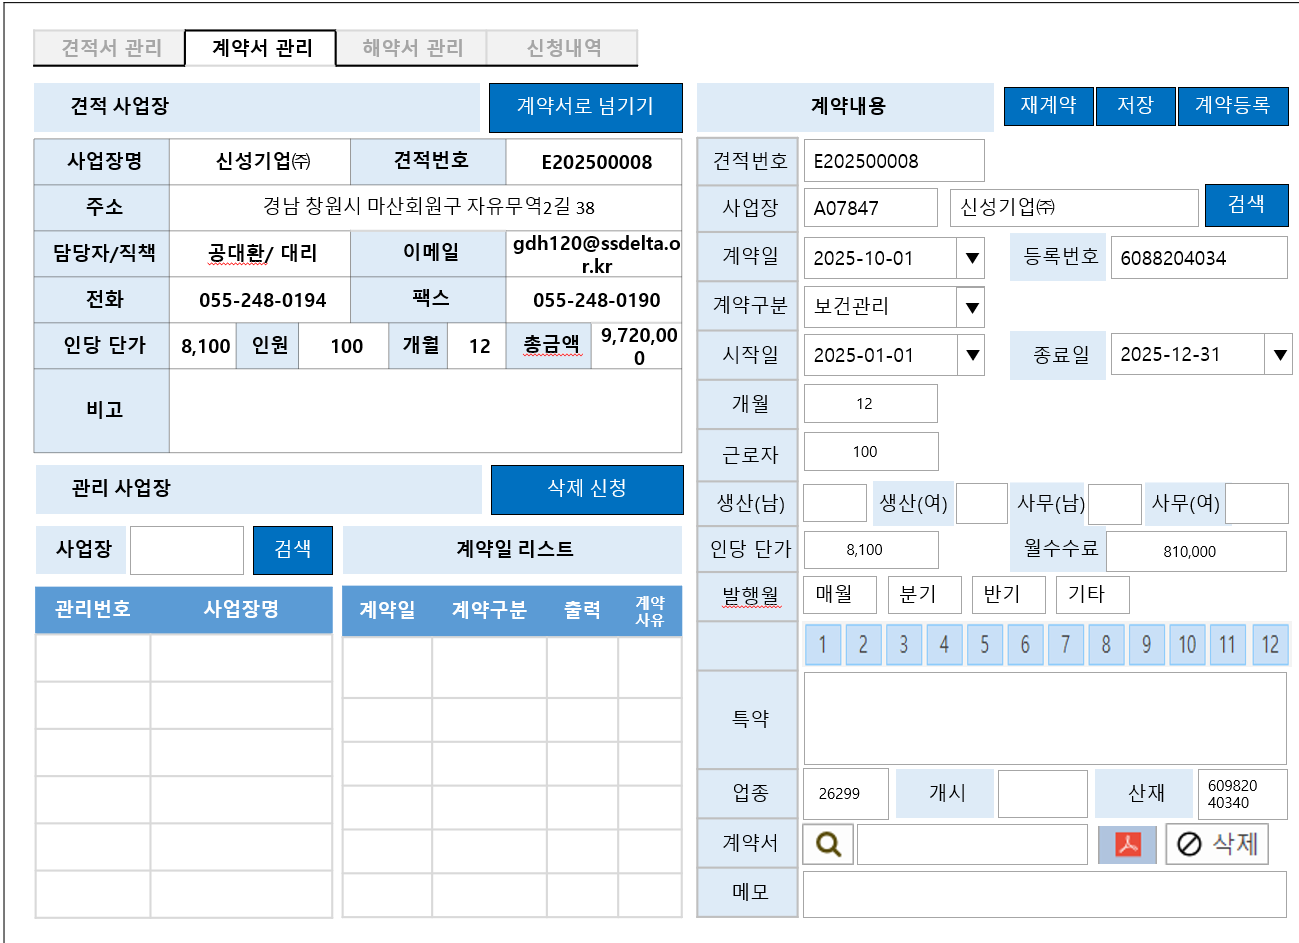 견적서 관리 계약서 관리 해약서 관리 신청내역
견적 사업장 계약서로 넘기기
사업장명 신성기업㈜ 견적번호 E202500008
주소 경남 창원시 마산회원구 자유무역2길 38
담당자/직책 공대환/ 대리 이메일 gdh120@ssdelta.o
r.kr
전화 055-248-0194 팩스 055-248-0190
인당 단가 8,100 인원 100 개월 12 총금액 9,720,00
0
비고
관리 사업장 삭제 신청
사업장 검색 계약일 리스트
관리번호 사업장명 계약일 계약구분 출력 계약
사유
계약내용 재계약 저장 계약등록
견적번호 E202500008
사업장 A07847 신성기업㈜ 검색
계약일 2025-10-01 ▼ 등록번호 6088204034
계약구분 보건관리 ▼
시작일 2025-01-01 ▼ 종료일 2025-12-31 ▼
개월 12
근로자 100
생산(남) 생산(여) 사무(남) 사무(여)
인당 단가 8,100 월수수료 810,000
발행월 매월 분기 반기 기타
1 2 3 4 5 6 7 8 9 10 11 12
특약
업종 26299 개시 산재 609820
40340
계약서 삭제
메모